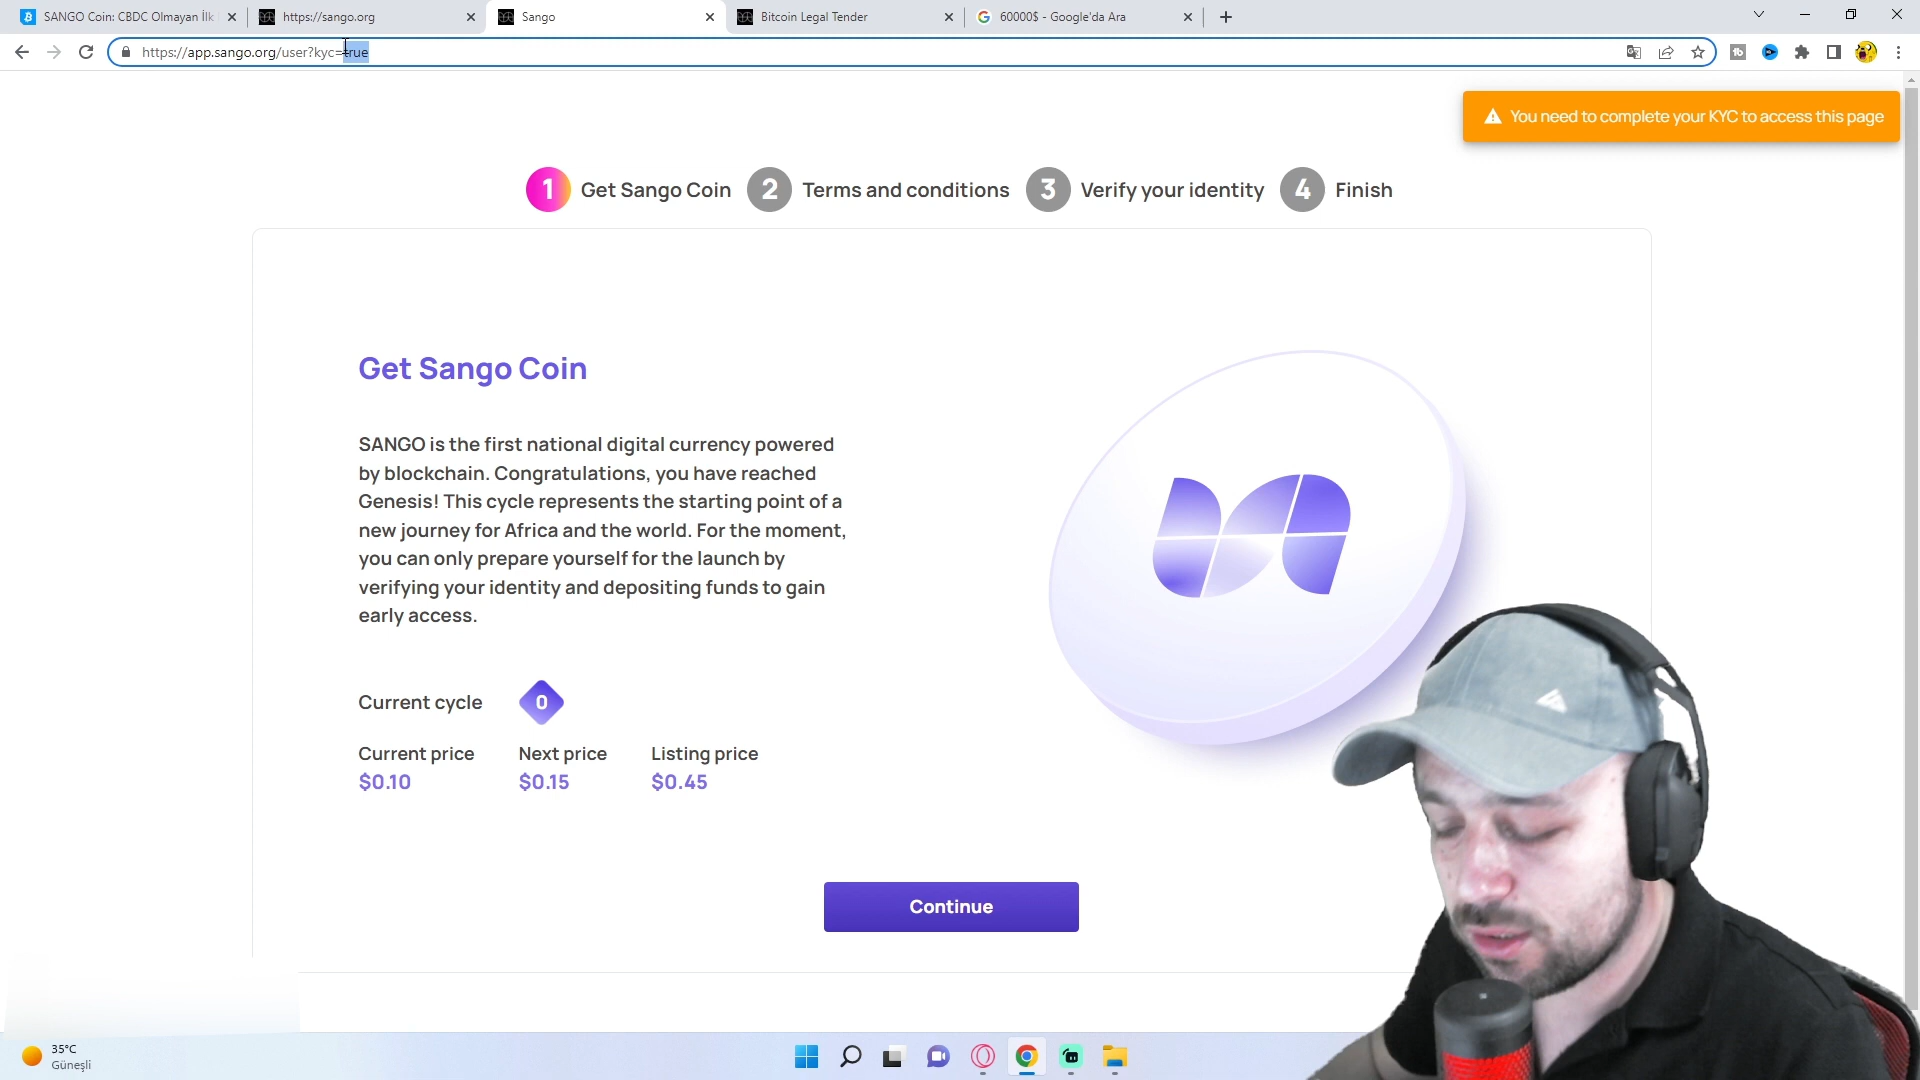 SANGO Coin: CBDC Olmayan İlk
https://sango.org
Sango
Bitcoin Legal Tender
60000$ - Google'da Ara
https://app.sango.org/user?kyc=true
You need to complete your KYC to access this page
1 Get Sango Coin 2 Terms and conditions 3 Verify your identity 4 Finish
Get Sango Coin
SANGO is the first national digital currency powered
by blockchain. Congratulations, you have reached
Genesis! This cycle represents the starting point of a
new journey for Africa and the world. For the moment,
you can only prepare yourself for the launch by
verifying your identity and depositing funds to gain
early access.
Current cycle 0
Current price Next price Listing price
$0.10 $0.15 $0.45
Continue
35°C
Güneşli